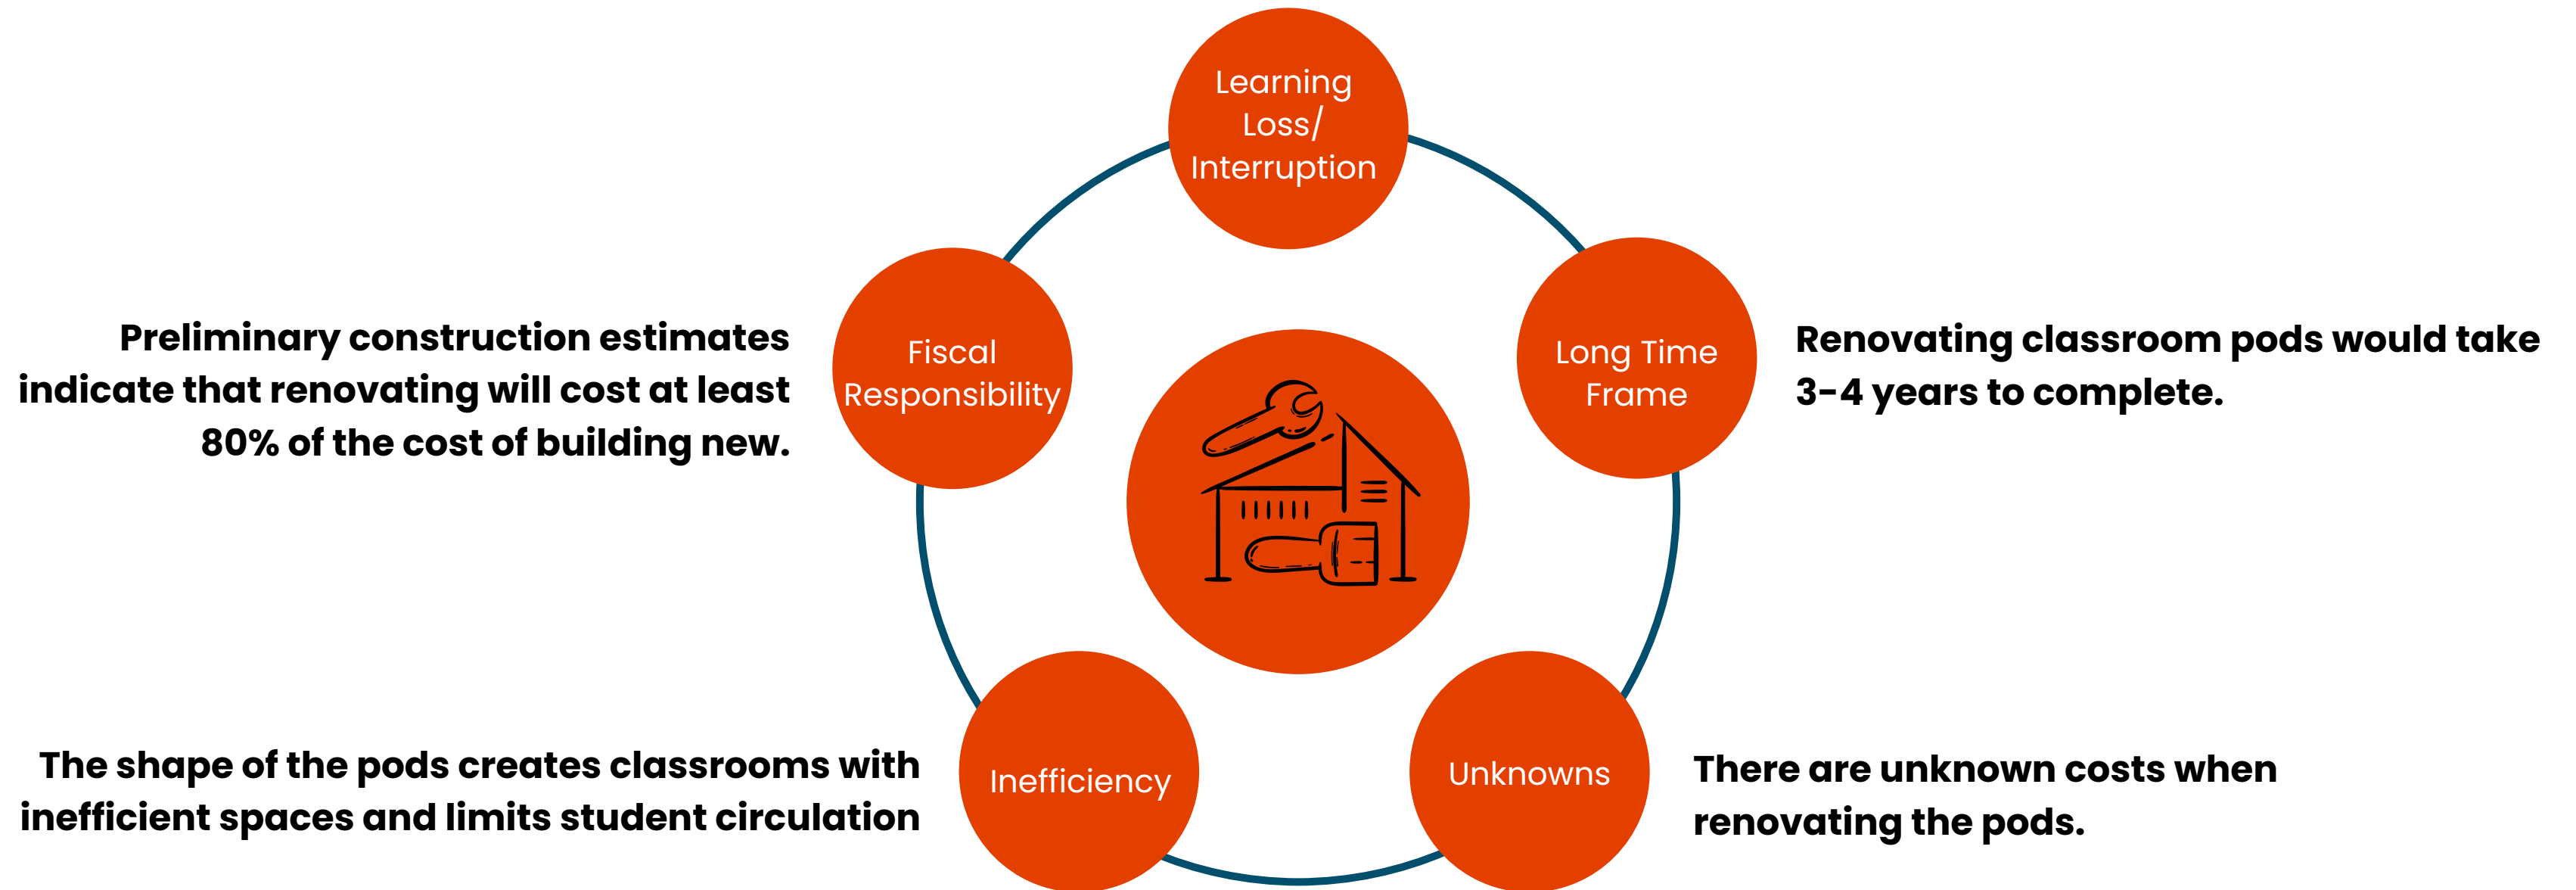 Learning
Loss/
Interruption
Preliminary construction estimates
indicate that renovating will cost at least
80% of the cost of building new.
Fiscal
Responsibility
Long Time
Frame
Renovating classroom pods would take
3-4 years to complete.
The shape of the pods creates classrooms with
inefficient spaces and limits student circulation
Inefficiency
Unknowns
There are unknown costs when
renovating the pods.